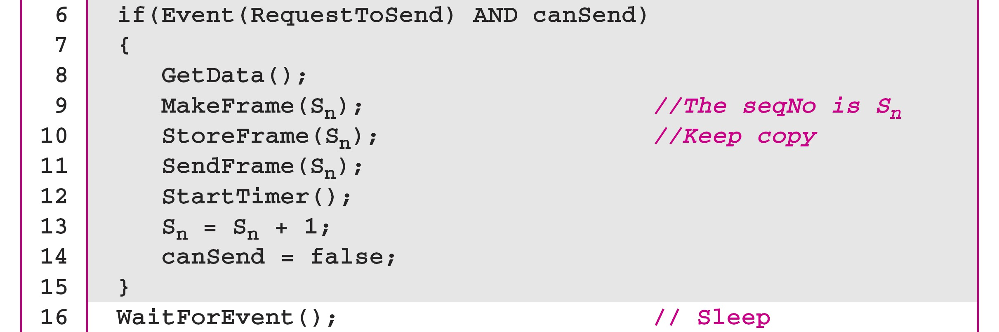 6 if(Event(RequestToSend) AND canSend)
7 {
8 GetData();
9 MakeFrame(Sn); //The seqNo is Sn
10 StoreFrame(Sn); //Keep copy
11 SendFrame(Sn);
12 StartTimer();
13 Sn = Sn + 1;
14 canSend = false;
15 }
16 WaitForEvent(); // Sleep